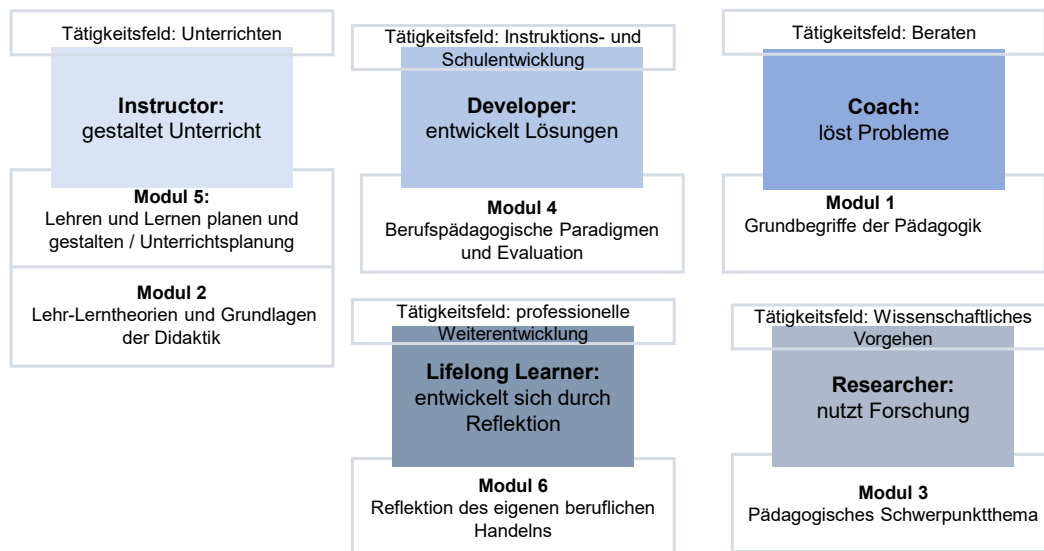 Tätigkeitsfeld: Unterrichten
Instructor:
gestaltet Unterricht
Modul 5:
Lehren und Lernen planen und
gestalten / Unterrichtsplanung
Modul 2
Lehr-Lerntheorien und Grundlagen
der Didaktik
Tätigkeitsfeld: Instruktions- und
Schulentwicklung
Developer:
entwickelt Lösungen
Modul 4
Berufspädagogische Paradigmen
und Evaluation
Tätigkeitsfeld: Beraten
Coach:
löst Probleme
Modul 1
Grundbegriffe der Pädagogik
Tätigkeitsfeld: professionelle
Weiterentwicklung
Lifelong Learner:
entwickelt sich durch
Reflektion
Modul 6
Reflektion des eigenen beruflichen
Handelns
Tätigkeitsfeld: Wissenschaftliches
Vorgehen
Researcher:
nutzt Forschung
Modul 3
Pädagogisches Schwerpunktthema